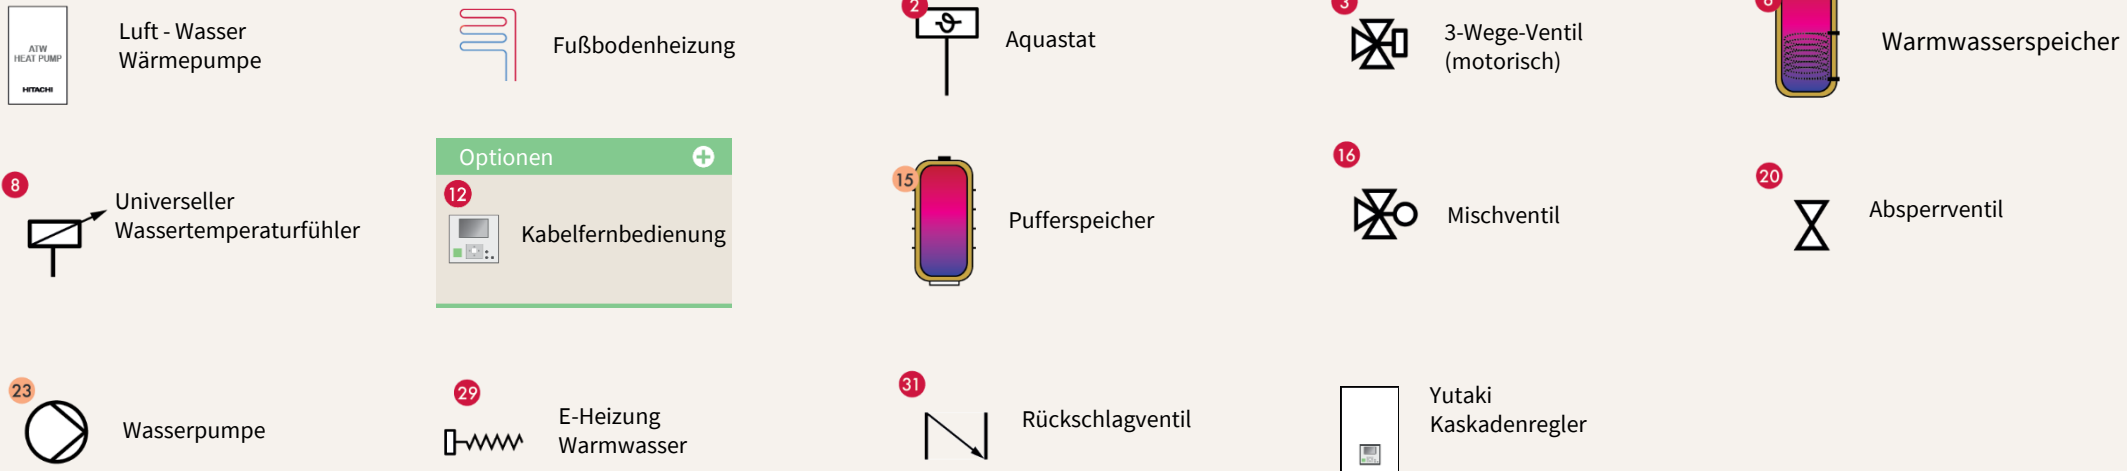 ATW
HEAT PUMP
HITACHI
Luft - Wasser
Wärmepumpe
Fußbodenheizung
2
Aquastat
3
3-Wege-Ventil
(motorisch)
Warmwasserspeicher
8
Universeller
Wassertemperaturfühler
Optionen
12
Kabelfernbedienung
15
Pufferspeicher
16
Mischventil
20
Absperrventil
23
Wasserpumpe
29
E-Heizung
Warmwasser
31
Rückschlagventil
Yutaki
Kaskadenregler